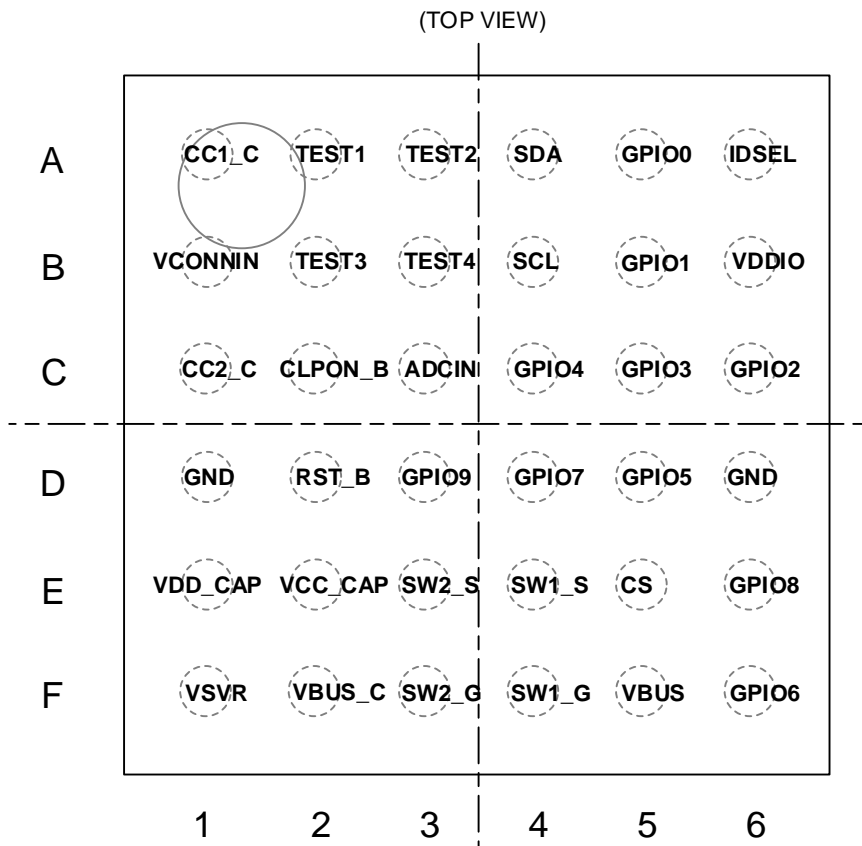 (TOP VIEW)
A CC1_C TEST1 TEST2 SDA GPIO0 IDSEL
B VCONNIN TEST3 TEST4 SCL GPIO1 VDDIO
C CC2_C CLPON_B ADCIN GPIO4 GPIO3 GPIO2
D GND RST_B GPIO9 GPIO7 GPIO5 GND
E VDD_CAP VCC_CAP SW2_S SW1_S CS GPIO8
F VSVR VBUS_C SW2_G SW1_G VBUS GPIO6
1 2 3 4 5 6